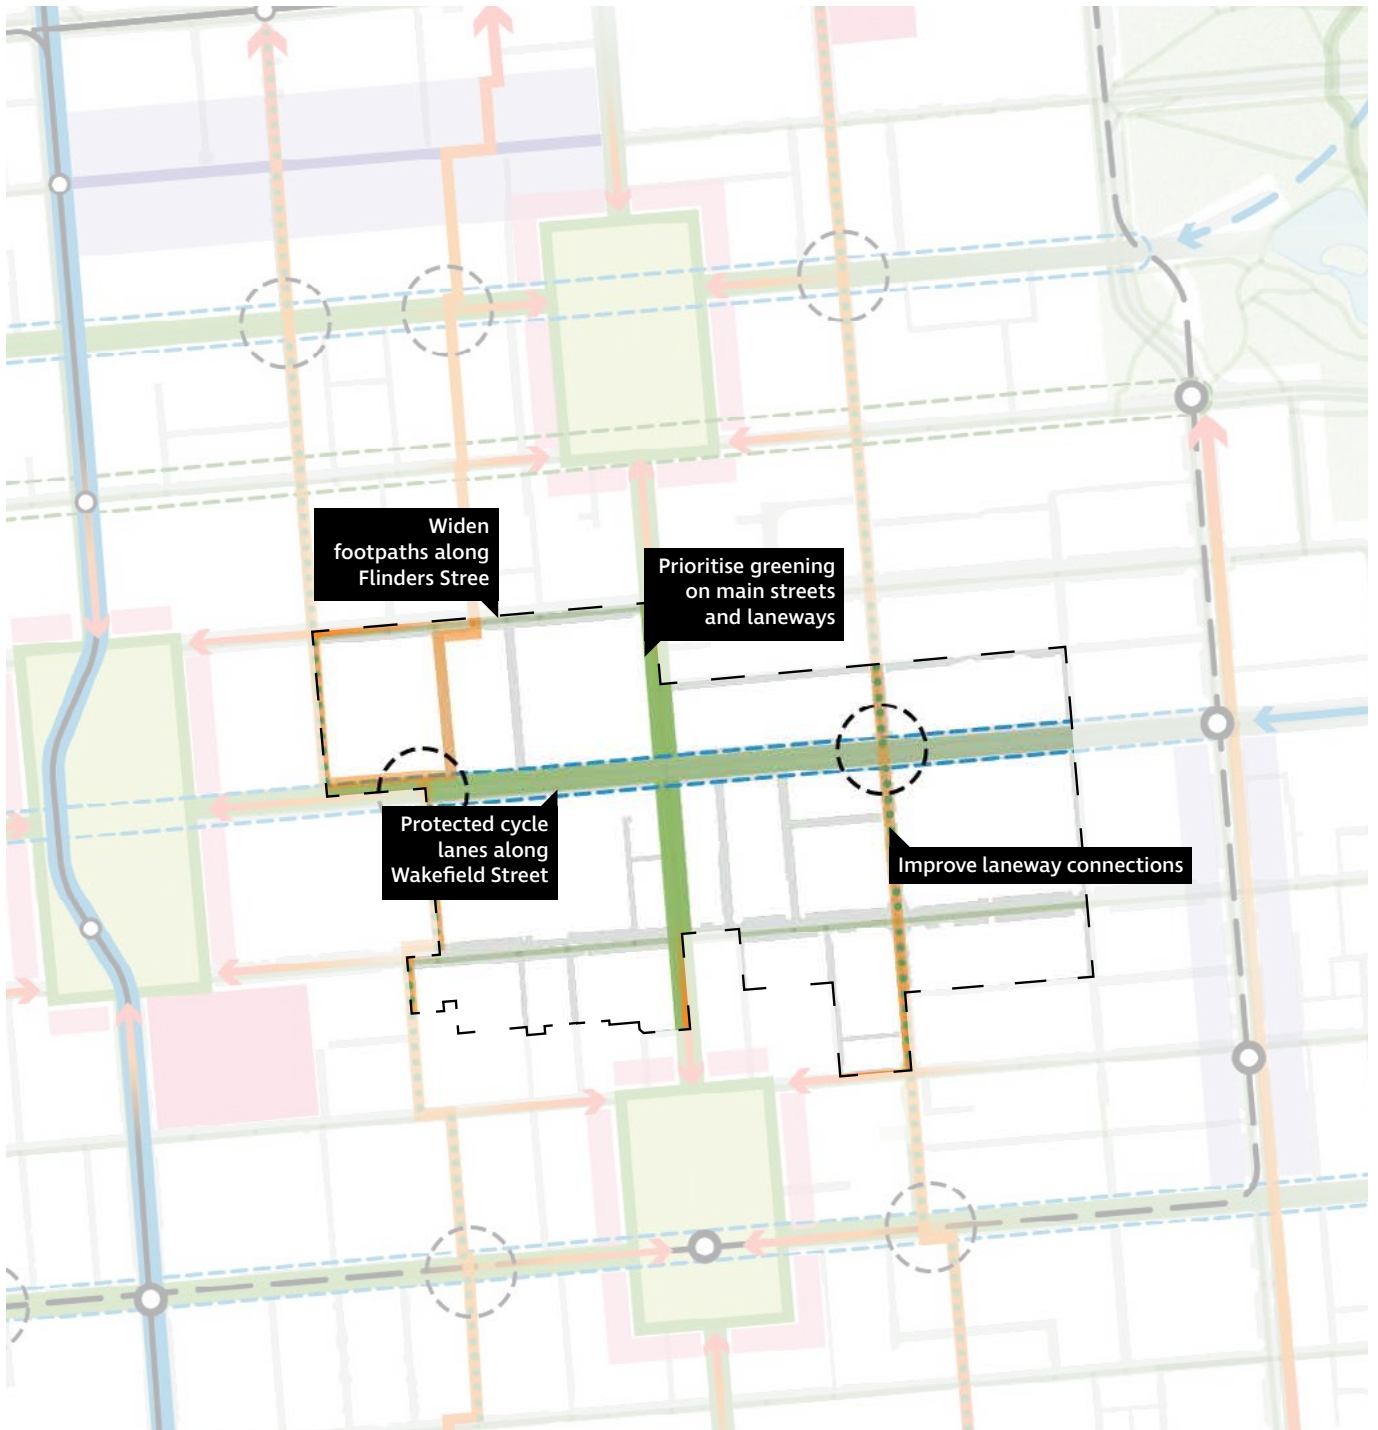 Widen
footpaths along
Flinders Stree
Prioritise greening
on main streets
and laneways
Protected cycle
lanes along
Wakefield Street
Improve laneway connections